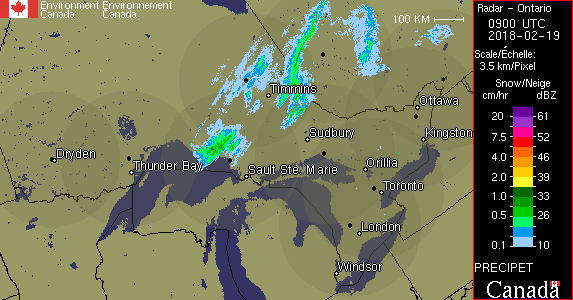 Environment Environnement
Canada Canada
100 KM
Timmins
Ottawa
Sudbury
Kingston
Dryden
Thunder Bay
Sault Ste. Marie
Orillia
Toronto
London
Windsor
Radar - Ontario
0900 UTC
2018-02-19
Scale/Échelle:
3.5 km/Pixel
Snow/Neige
cm/hr dBZ
20 61
7.5 52
4.0 46
2.0 39
1.0 33
0.5 26
0.1 10
PRECIPET
Canada